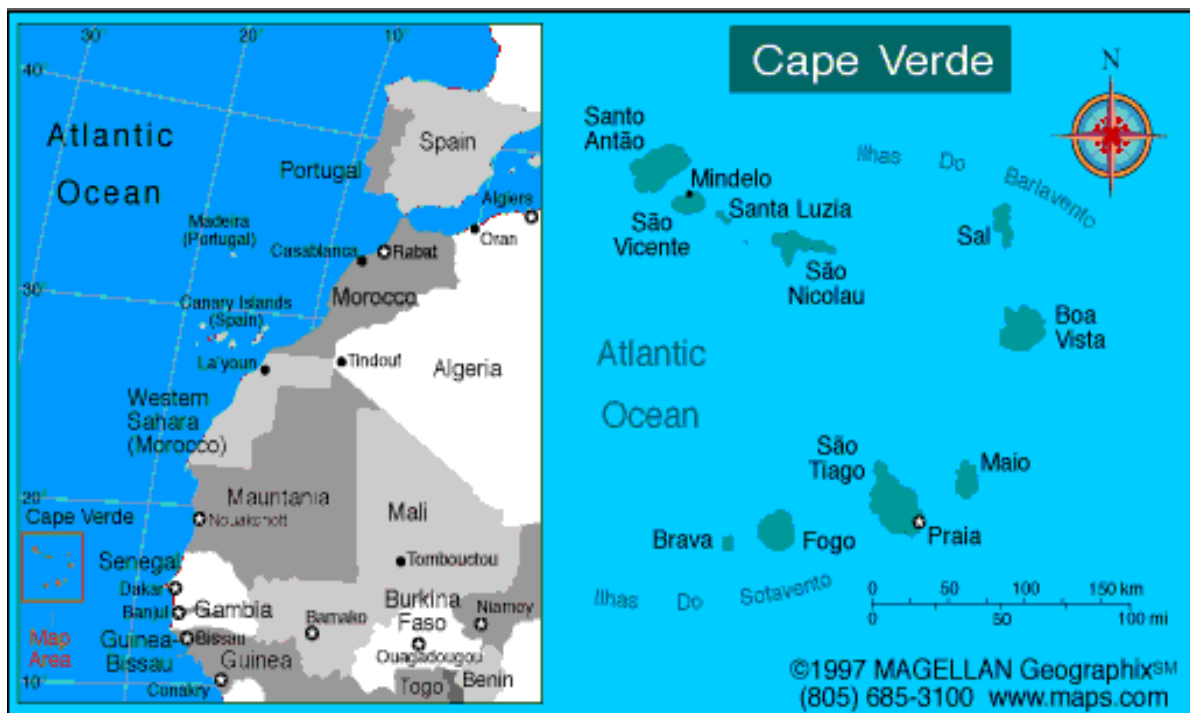 30°
20°
10°
40°
Atlantic
Ocean
Spain
Portugal
Algiers
Madeira
(Portugal)
Oran
Casablanca
Rabat
30°
Morocco
Canary Islands
(Spain)
La'youn
Tindouf
Algeria
Western
Sahara
(Morocco)
20°
Mauntania
Nouakchott
Mali
Cape Verde
Senegal
Tombouctou
Dakar
Banjul
Gambia
Burkina
Faso
Niamey
Bamako
Map
Area
Guinea-
Bissau
Bissau
Ouagadougou
Guinea
10°
Conakry
Togo
Benin
Cape Verde
N
Santo
Antão
Ilhas Do Barlavento
Mindelo
Santa Luzia
São
Vicente
Sal
São
Nicolau
Boa
Vista
Atlantic
Ocean
São
Tiago
Maio
Brava
Fogo
Praia
Ilhas Do Sotavento
0 50 100 150 km
0 50 100 mi
©1997 MAGELLAN Geographix℠
(805) 685-3100 www.maps.com